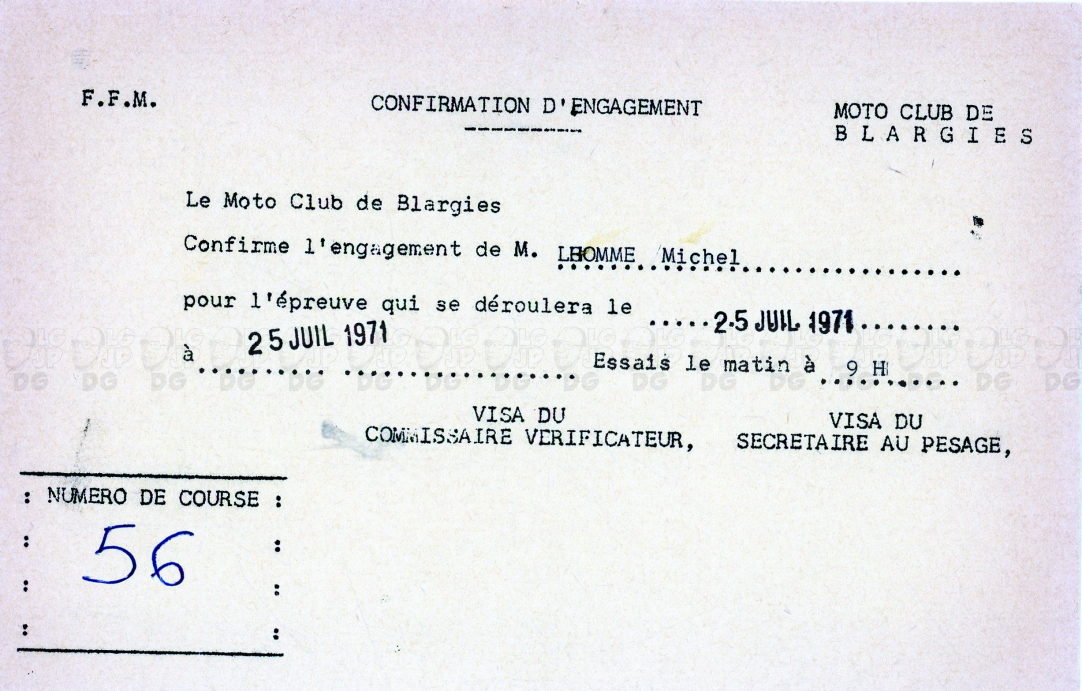 F.F.M.
CONFIRMATION D'ENGAGEMENT
MOTO CLUB DE
B L A R G I E S
Le Moto Club de Blargies
Confirme l'engagement de M. LHOMME Michel
pour l'épreuve qui se déroulera le 25 JUIL 1971
à 25 JUIL 1971 Essais le matin à 9 H
VISA DU
COMMISSAIRE VERIFICATEUR,
VISA DU
SECRETAIRE AU PESAGE,
: NUMERO DE COURSE :
56